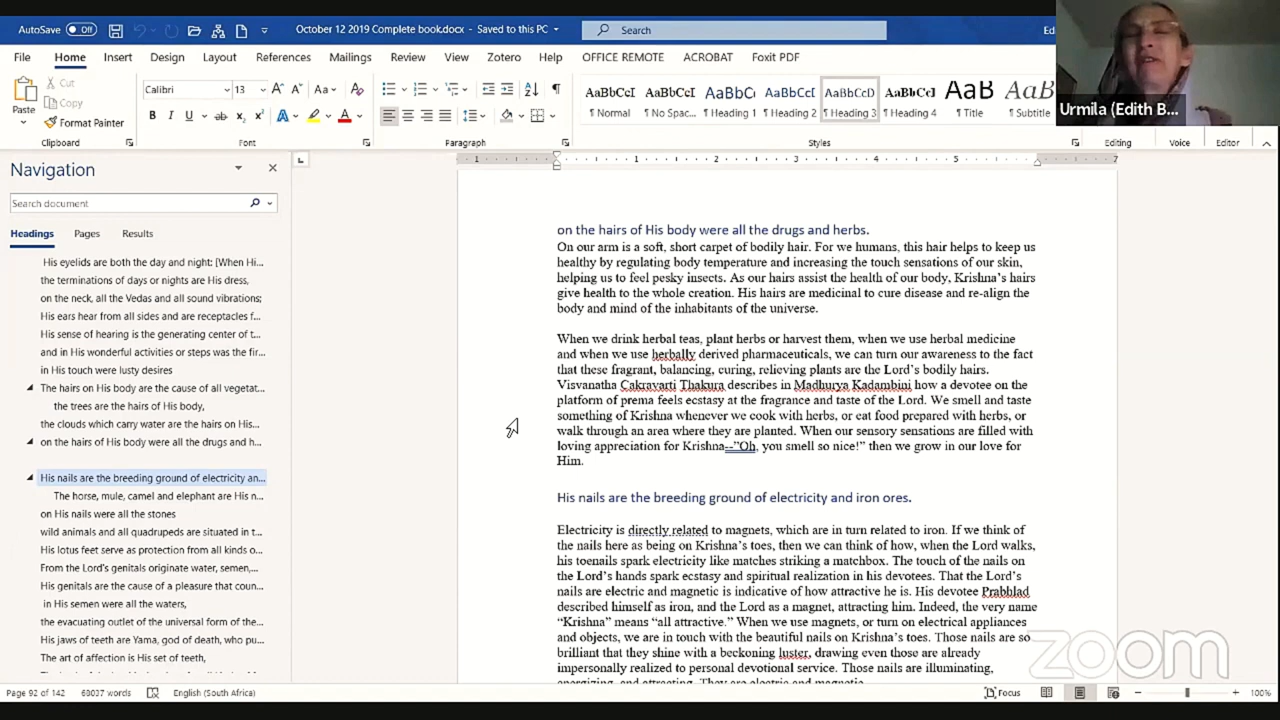 AutoSave Off
October 12 2019 Complete book.docx - Saved to this PC
Search
File Home Insert Design Layout References Mailings Review View Zotero Help OFFICE REMOTE ACROBAT Foxit PDF
Urmila (Edith B...
Paste
Cut
Copy
Format Painter
Calibri 13
AaBbCcI ¶ Normal
AaBbCcI ¶ No Spac...
AaBbCc ¶ Heading 1
AaBbCcI ¶ Heading 2
AaBbCcD ¶ Heading 3
AaBbCcI ¶ Heading 4
AaB ¶ Title
AaB ¶ Subtitle
Clipboard Font Paragraph Styles Editing Voice Editor
Navigation
Search document
Headings Pages Results
His eyelids are both the day and night: [When Hi...
the terminations of days or nights are His dress,
on the neck, all the Vedas and all sound vibrations;
His ears hear from all sides and are receptacles f...
His sense of hearing is the generating center of t...
and in His wonderful activities or steps was the fir...
in His touch were lusty desires
The hairs on His body are the cause of all vegetat...
the trees are the hairs of His body,
the clouds which carry water are the hairs on His...
on the hairs of His body were all the drugs and h...
His nails are the breeding ground of electricity an...
The horse, mule, camel and elephant are His n...
on His nails were all the stones
wild animals and all quadrupeds are situated in t...
His lotus feet serve as protection from all kinds o...
From the Lord's genitals originate water, semen,...
His genitals are the cause of a pleasure that coun...
in His semen were all the waters,
the evacuating outlet of the universal form of the...
His jaws of teeth are Yama, god of death, who pu...
The art of affection is His set of teeth,
1 1 2 3 4 5 7
on the hairs of His body were all the drugs and herbs.
On our arm is a soft, short carpet of bodily hair. For we humans, this hair helps to keep us
healthy by regulating body temperature and increasing the touch sensations of our skin,
helping us to feel pesky insects. As our hairs assist the health of our body, Krishna's hairs
give health to the whole creation. His hairs are medicinal to cure disease and re-align the
body and mind of the inhabitants of the universe.
When we drink herbal teas, plant herbs or harvest them, when we use herbal medicine
and when we use herbally derived pharmaceuticals, we can turn our awareness to the fact
that these fragrant, balancing, curing, relieving plants are the Lord's bodily hairs.
Visvanatha Cakravarti Thakura describes in Madhurya Kadambini how a devotee on the
platform of prema feels ecstasy at the fragrance and taste of the Lord. We smell and taste
something of Krishna whenever we cook with herbs, or eat food prepared with herbs, or
walk through an area where they are planted. When our sensory sensations are filled with
loving appreciation for Krishna--"Oh, you smell so nice!" then we grow in our love for
Him.
His nails are the breeding ground of electricity and iron ores.
Electricity is directly related to magnets, which are in turn related to iron. If we think of
the nails here as being on Krishna's toes, then we can think of how, when the Lord walks,
his toenails spark electricity like matches striking a matchbox. The touch of the nails on
the Lord's hands spark ecstasy and spiritual realization in his devotees. That the Lord's
nails are electric and magnetic is indicative of how attractive he is. His devotee Prahhlad
described himself as iron, and the Lord as a magnet, attracting him. Indeed, the very name
"Krishna" means "all attractive." When we use magnets, or turn on electrical appliances
and objects, we are in touch with the beautiful nails on Krishna's toes. Those nails are so
brilliant that they shine with a beckoning luster, drawing even those are already
impersonally realized to personal devotional service. Those nails are illuminating,
energizing, and attracting. They are electric and magnetic
zoom
Page 92 of 142 68037 words English (South Africa) Focus 100%